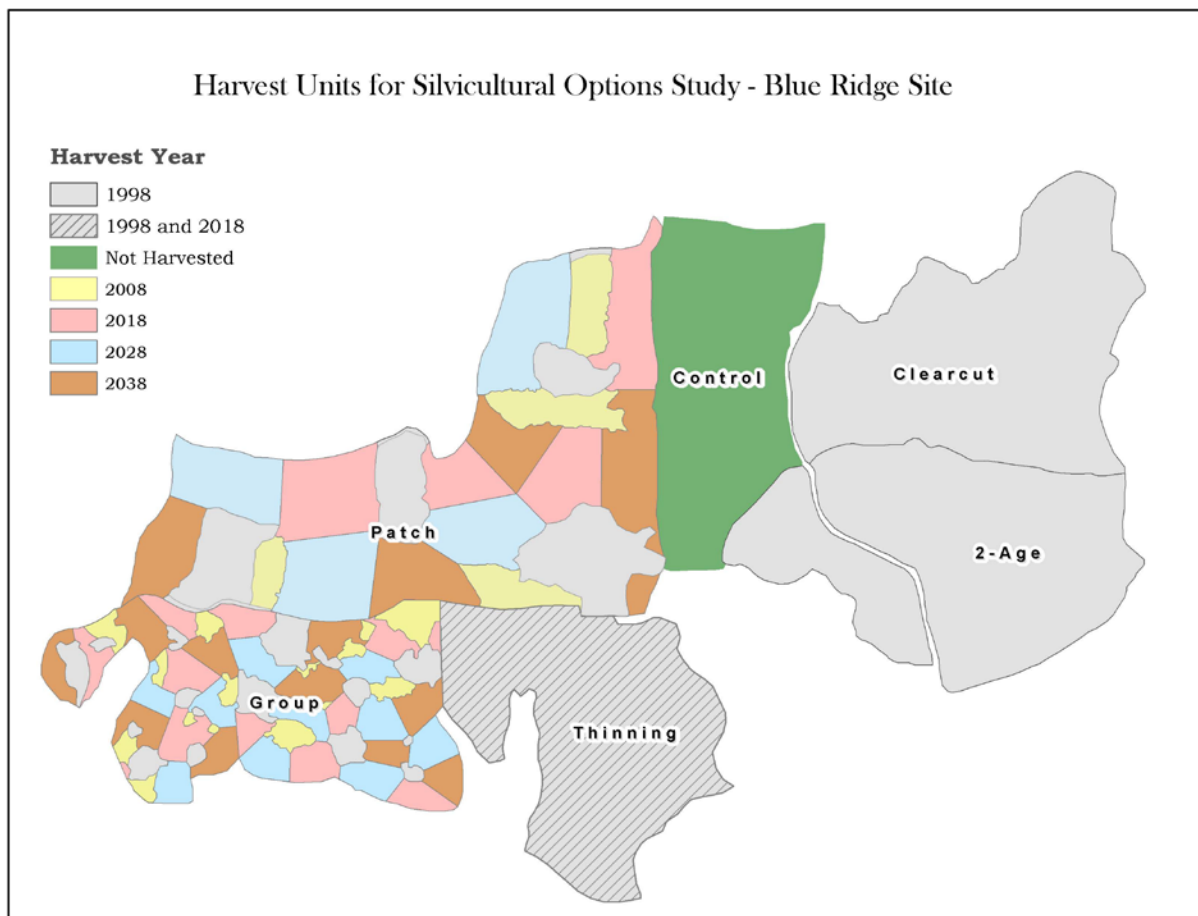 Harvest Units for Silvicultural Options Study - Blue Ridge Site
Harvest Year
1998
1998 and 2018
Not Harvested
2008
2018
2028
2038
Control
Clearcut
Patch
2-Age
Group
Thinning